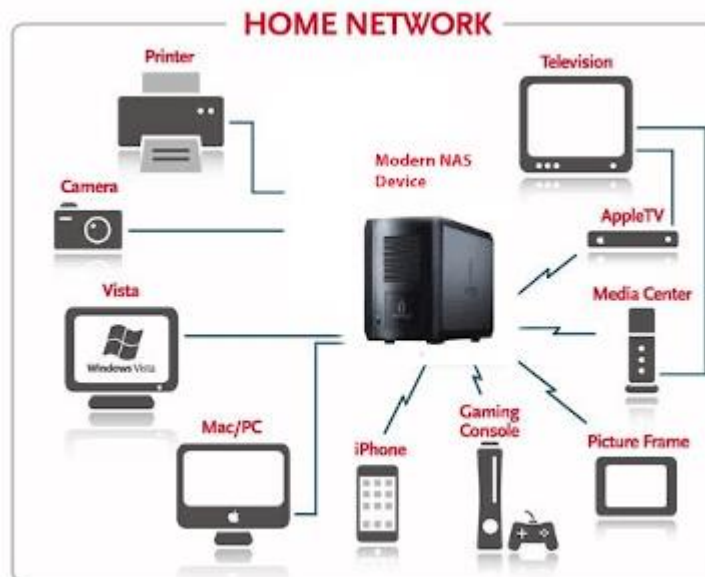 HOME NETWORK
Printer
Television
Modern NAS
Device
Camera
AppleTV
Vista
Media Center
Windows Vista
Mac/PC
iPhone
Gaming
Console
Picture Frame